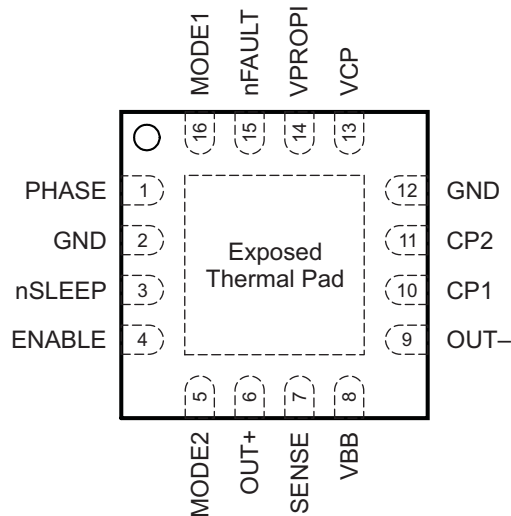 MODE1
nFAULT
VPROPI
VCP
16
15
14
13
PHASE 1
GND 2
nSLEEP 3
ENABLE 4
Exposed
Thermal Pad
12 GND
11 CP2
10 CP1
9 OUT–
5
6
7
8
MODE2
OUT+
SENSE
VBB